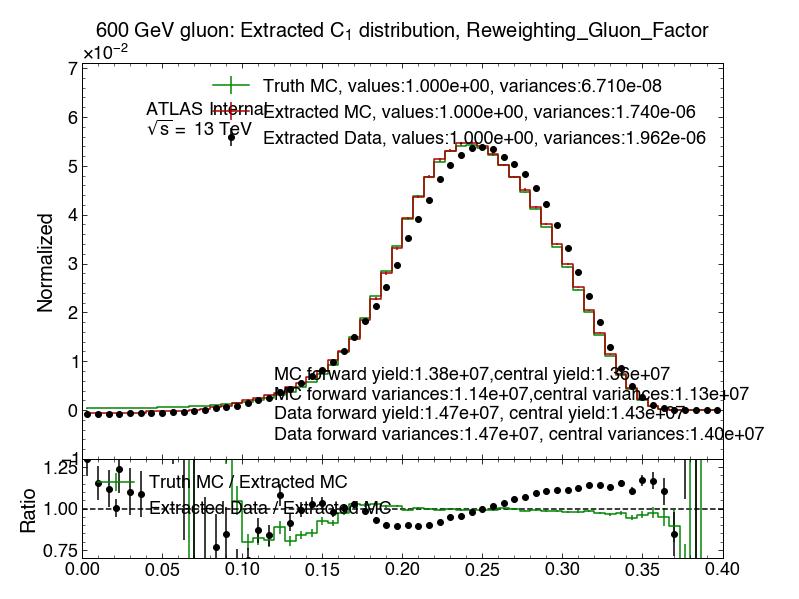 600 GeV gluon: Extracted C1 distribution, Reweighting_Gluon_Factor
×10−2
7
6
5
4
3
2
1
0
1
Normalized
Truth MC, values:1.000e+00, variances:6.710e-08
ATLAS Internal
Extracted MC, values:1.000e+00, variances:1.740e-06
√s = 13 TeV
Extracted Data, values:1.000e+00, variances:1.962e-06
MC forward yield:1.38e+07,central yield:1.36e+07
MC forward variances:1.14e+07,central variances:1.13e+07
Data forward yield:1.47e+07, central yield:1.43e+07
Data forward variances:1.47e+07, central variances:1.40e+07
1.25
1.00
0.75
Ratio
Truth MC / Extracted MC
Extracted Data / Extracted MC
0.00 0.05 0.10 0.15 0.20 0.25 0.30 0.35 0.40